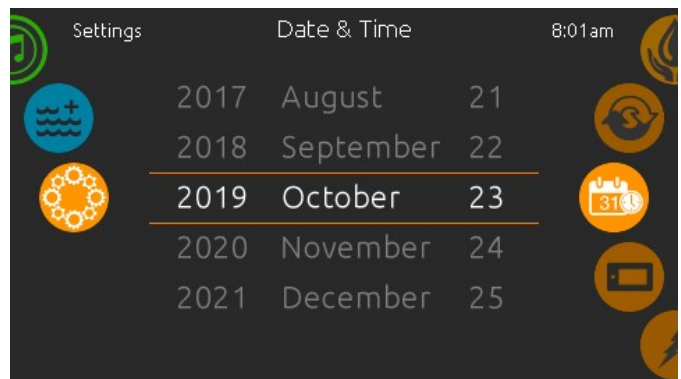 Settings Date & Time 8:01am
2017 August 21
2018 September 22
2019 October 23
31
2020 November 24
2021 December 25